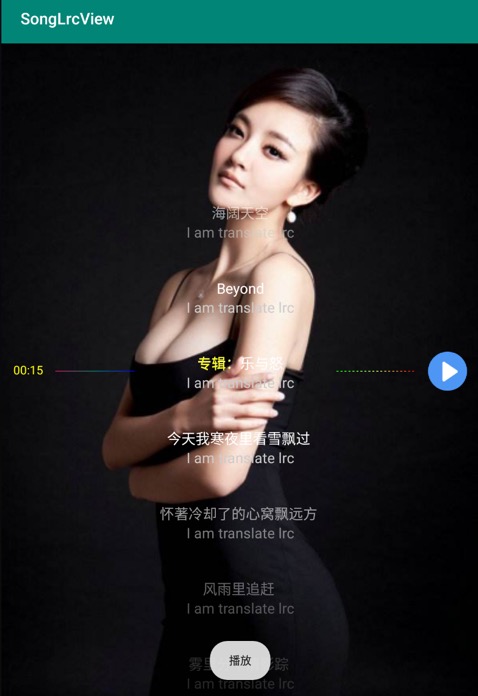 SongLrcView
海阔天空
I am translate lrc
Beyond
I am translate lrc
00:15
专辑：乐与怒
I am translate lrc
今天我寒夜里看雪飘过
I am translate lrc
怀著冷却了的心窝飘远方
I am translate lrc
风雨里追赶
I am translate lrc
雾里
踪
播放
I am translate lrc